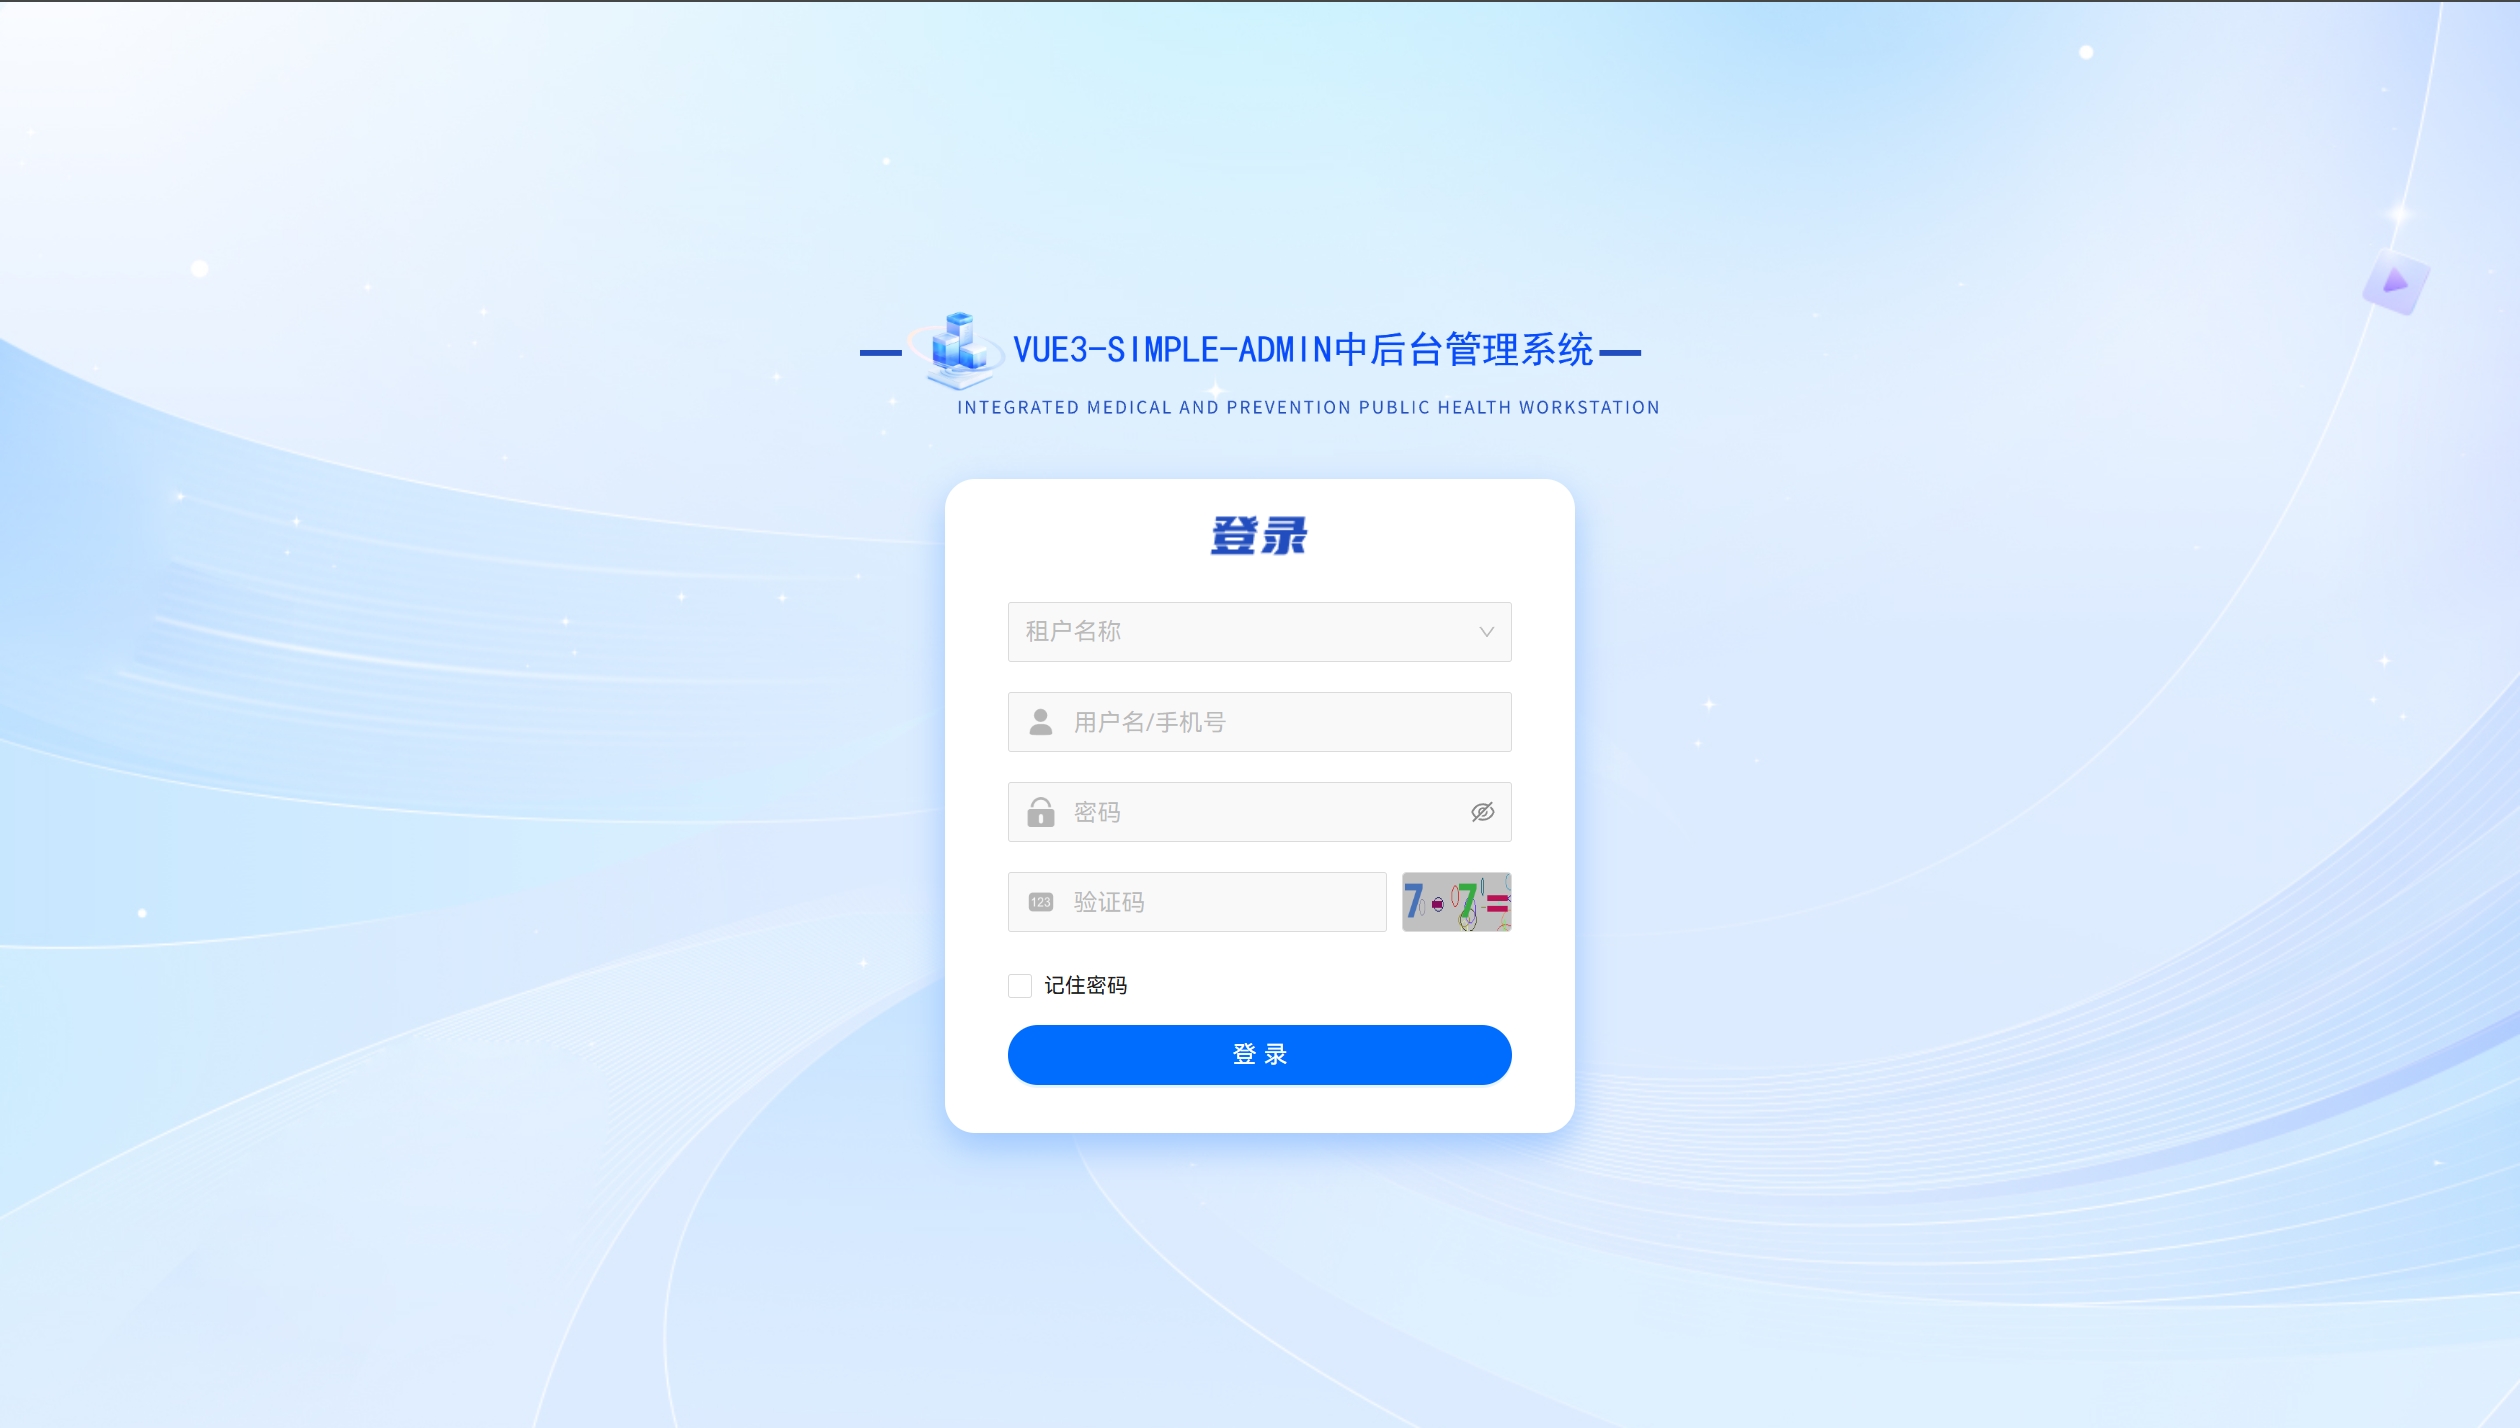 VUE3-SIMPLE-ADMIN中后台管理系统
INTEGRATED MEDICAL AND PREVENTION PUBLIC HEALTH WORKSTATION
登录
租户名称
用户名/手机号
密码
123 验证码 7-7=
记住密码
登 录